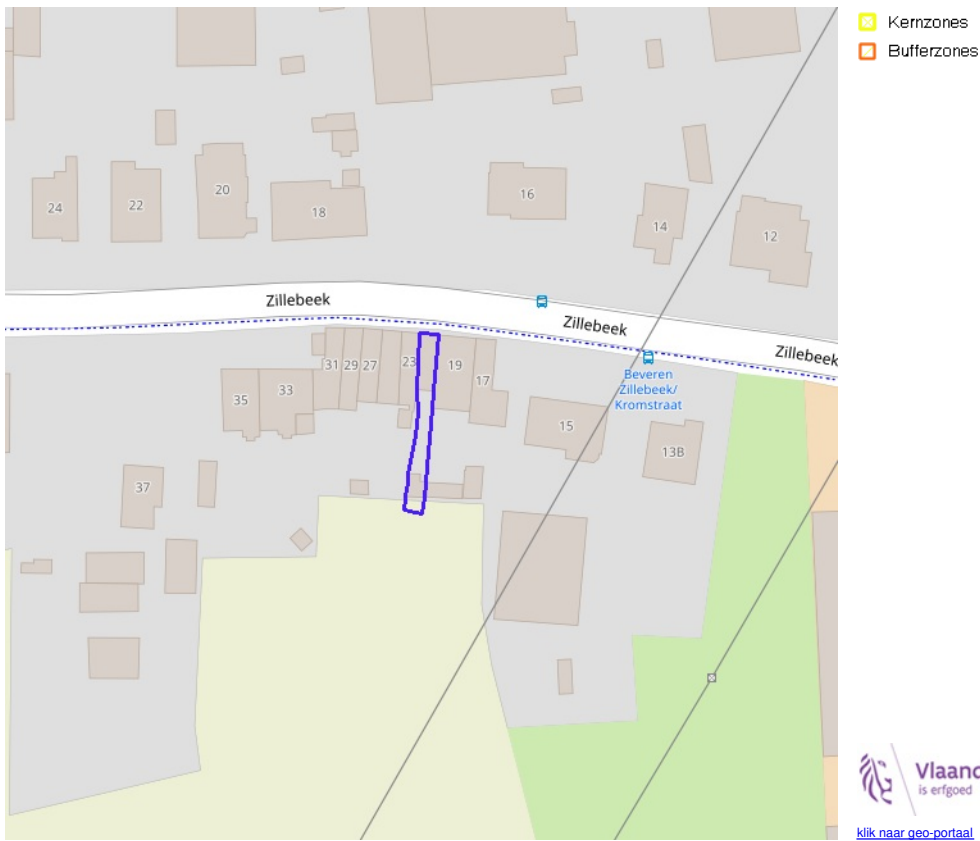 Kernzones
Bufferzones
20
24
22
16
18
14
12
Zillebeek
Zillebeek
Zillebeek
31 29 27
23
19
17
Beveren
Zillebeek/
Kromstraat
35
33
15
13B
37
Vlaand
is erfgoed
klik naar geo-portaal